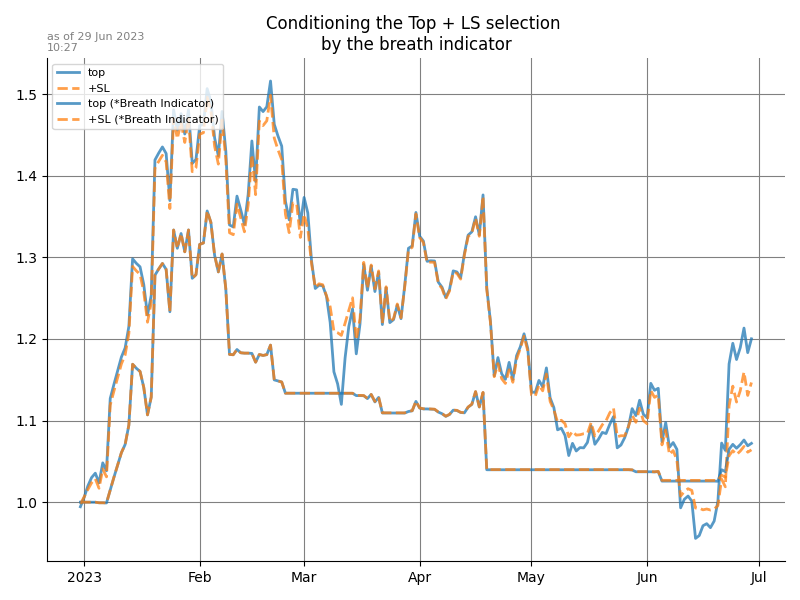 Conditioning the Top + LS selection
by the breath indicator
as of 29 Jun 2023
10:27
top
+SL
top (*Breath Indicator)
+SL (*Breath Indicator)
1.5
1.4
1.3
1.2
1.1
1.0
2023 Feb Mar Apr May Jun Jul